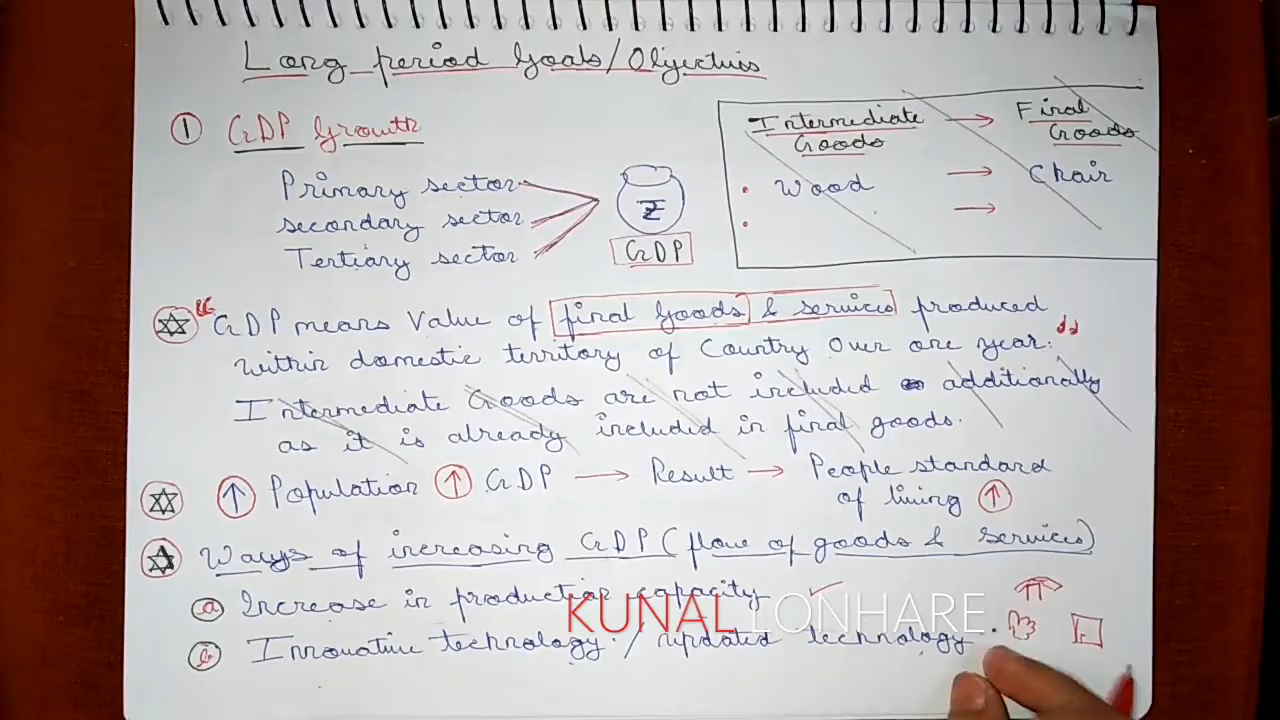 Long period Goals/Objectives
① GDP Growth
Primary sector
secondary sector
Tertiary sector
GDP
Intermediate Goods → Final Goods
• Wood → Chair
• →
"GDP means Value of final Goods & services produced
within domestic territory of Country Over one year."
Intermediate Goods are not included additionally
as it is already included in final goods.
↑ Population ↑ GDP → Result → People standard
of living ↑
Ways of increasing GDP (flow of goods & services)
ⓐ Increase in production capacity ✓
ⓑ Innovative technology / updated technology.
KUNAL LONHARE